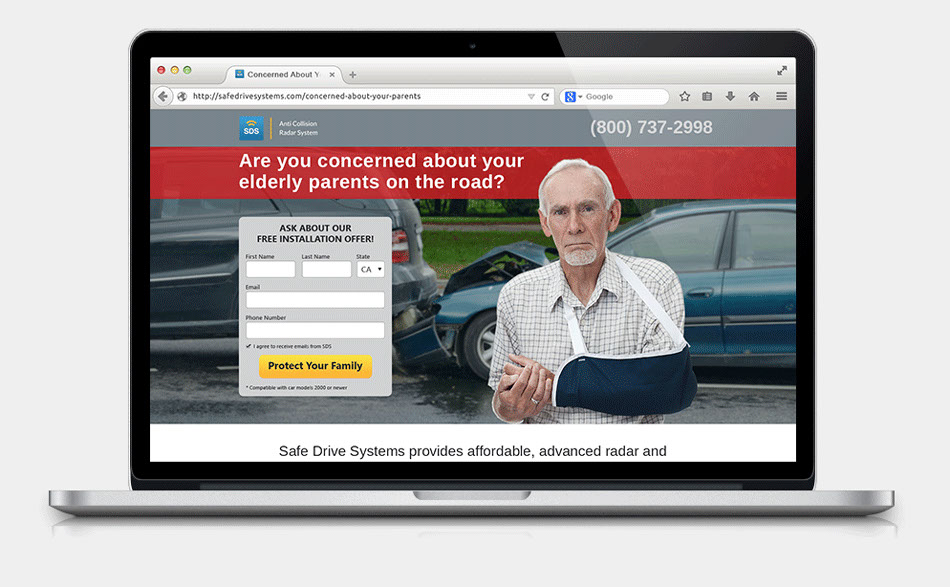 Concerned About Y
http://safedrivesystems.com/concerned-about-your-parents
Google
SDS
Anti Collision
Radar System
(800) 737-2998
Are you concerned about your
elderly parents on the road?
ASK ABOUT OUR
FREE INSTALLATION OFFER!
First Name
Last Name
State
CA
Email
Phone Number
I agree to receive emails from SDS
Protect Your Family
* Compatible with car models 2000 or newer
Safe Drive Systems provides affordable, advanced radar and